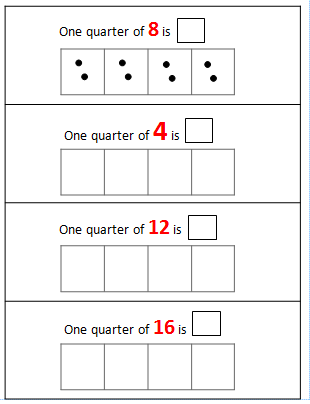 One quarter of 8 is
One quarter of 4 is
One quarter of 12 is
One quarter of 16 is